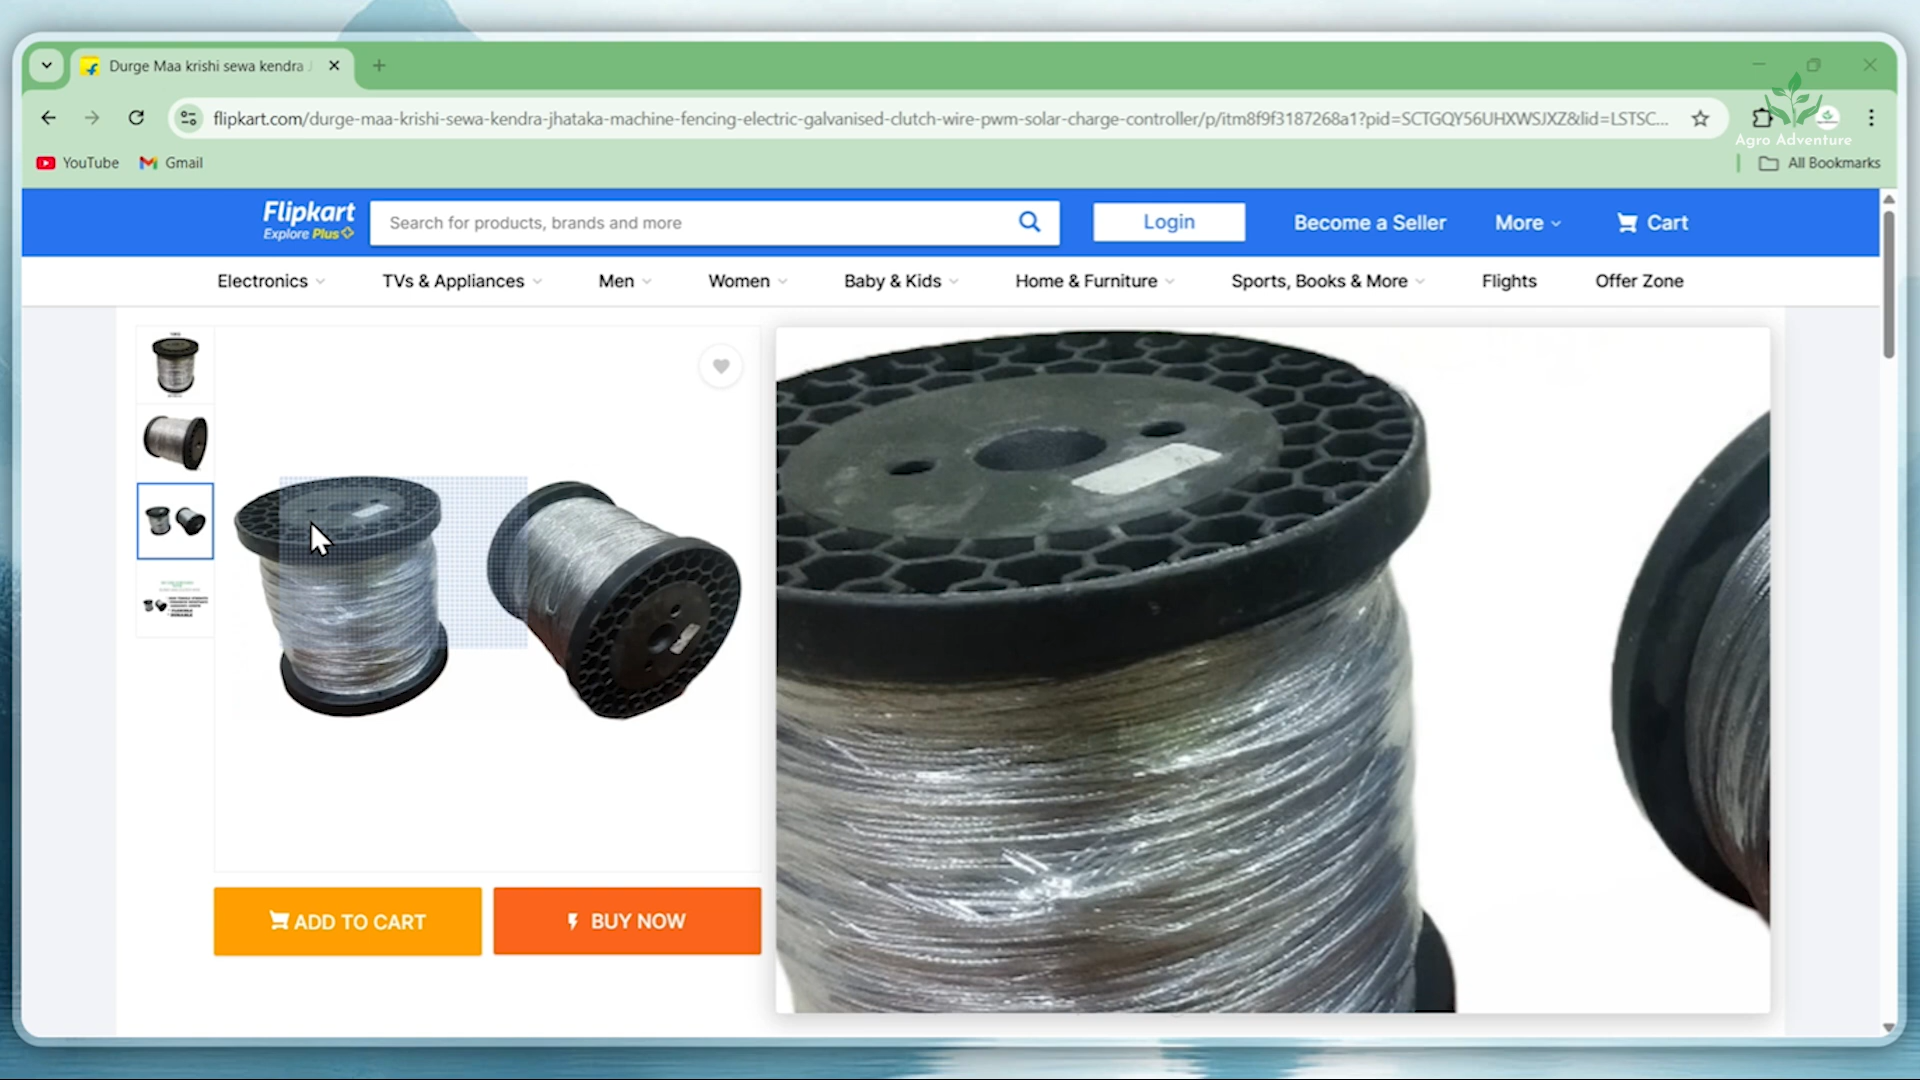 Durge Maa krishi sewa kendra
flipkart.com/durge-maa-krishi-sewa-kendra-jhataka-machine-fencing-electric-galvanised-clutch-wire-pwm-solar-charge-controller/p/itm8f9f3187268a1?pid=SCTGQY56UHXWSJXZ&lid=LSTSC...
Agro Adventure
YouTube
Gmail
All Bookmarks
Flipkart
Explore Plus
Search for products, brands and more
Login
Become a Seller
More
Cart
Electronics
TVs & Appliances
Men
Women
Baby & Kids
Home & Furniture
Sports, Books & More
Flights
Offer Zone
ADD TO CART
BUY NOW